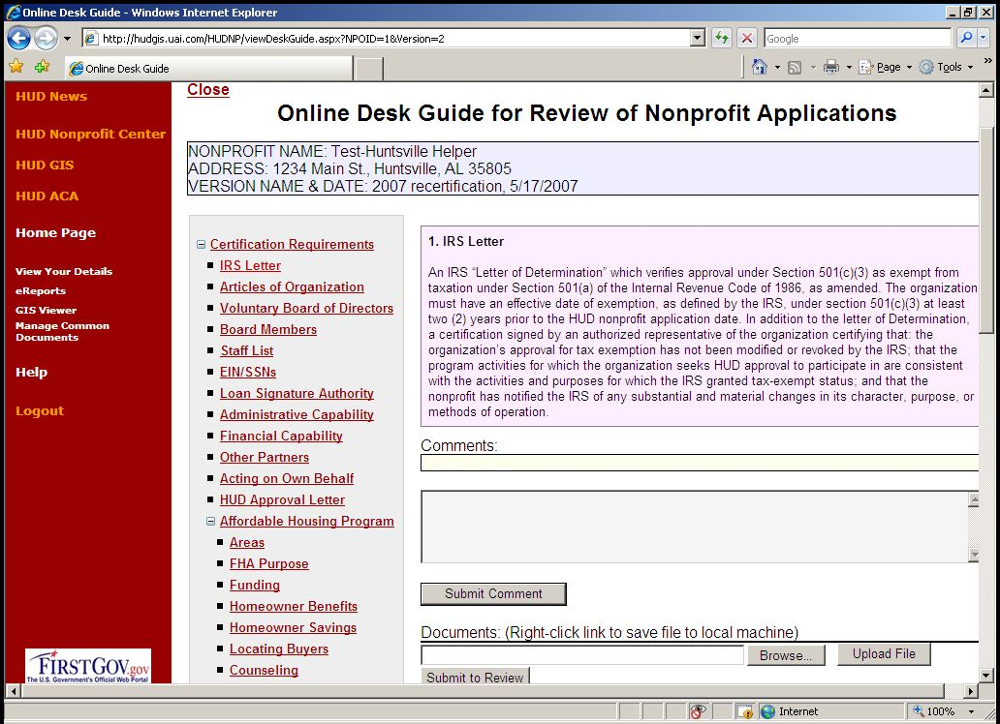 Online Desk Guide - Windows Internet Explorer
http://hudgis.uai.com/HUDNP/viewDeskGuide.aspx?NPOID=1&Version=2
Google
Online Desk Guide
Page
Tools
HUD News
HUD Nonprofit Center
HUD GIS
HUD ACA
Home Page
View Your Details
eReports
GIS Viewer
Manage Common
Documents
Help
Logout
FIRSTGOV.gov
The U.S. Government's Official Web Portal
Close
Online Desk Guide for Review of Nonprofit Applications
NONPROFIT NAME: Test-Huntsville Helper
ADDRESS: 1234 Main St., Huntsville, AL 35805
VERSION NAME & DATE: 2007 recertification, 5/17/2007
Certification Requirements
IRS Letter
Articles of Organization
Voluntary Board of Directors
Board Members
Staff List
EIN/SSNs
Loan Signature Authority
Administrative Capability
Financial Capability
Other Partners
Acting on Own Behalf
HUD Approval Letter
Affordable Housing Program
Areas
FHA Purpose
Funding
Homeowner Benefits
Homeowner Savings
Locating Buyers
Counseling
1. IRS Letter
An IRS “Letter of Determination” which verifies approval under Section 501(c)(3) as exempt from
taxation under Section 501(a) of the Internal Revenue Code of 1986, as amended. The organization
must have an effective date of exemption, as defined by the IRS, under section 501(c)(3) at least
two (2) years prior to the HUD nonprofit application date. In addition to the letter of Determination,
a certification signed by an authorized representative of the organization certifying that: the
organization’s approval for tax exemption has not been modified or revoked by the IRS; that the
program activities for which the organization seeks HUD approval to participate in are consistent
with the activities and purposes for which the IRS granted tax-exempt status; and that the
nonprofit has notified the IRS of any substantial and material changes in its character, purpose, or
methods of operation.
Comments:
Submit Comment
Documents: (Right-click link to save file to local machine)
Browse...
Upload File
Submit to Review
Internet
100%